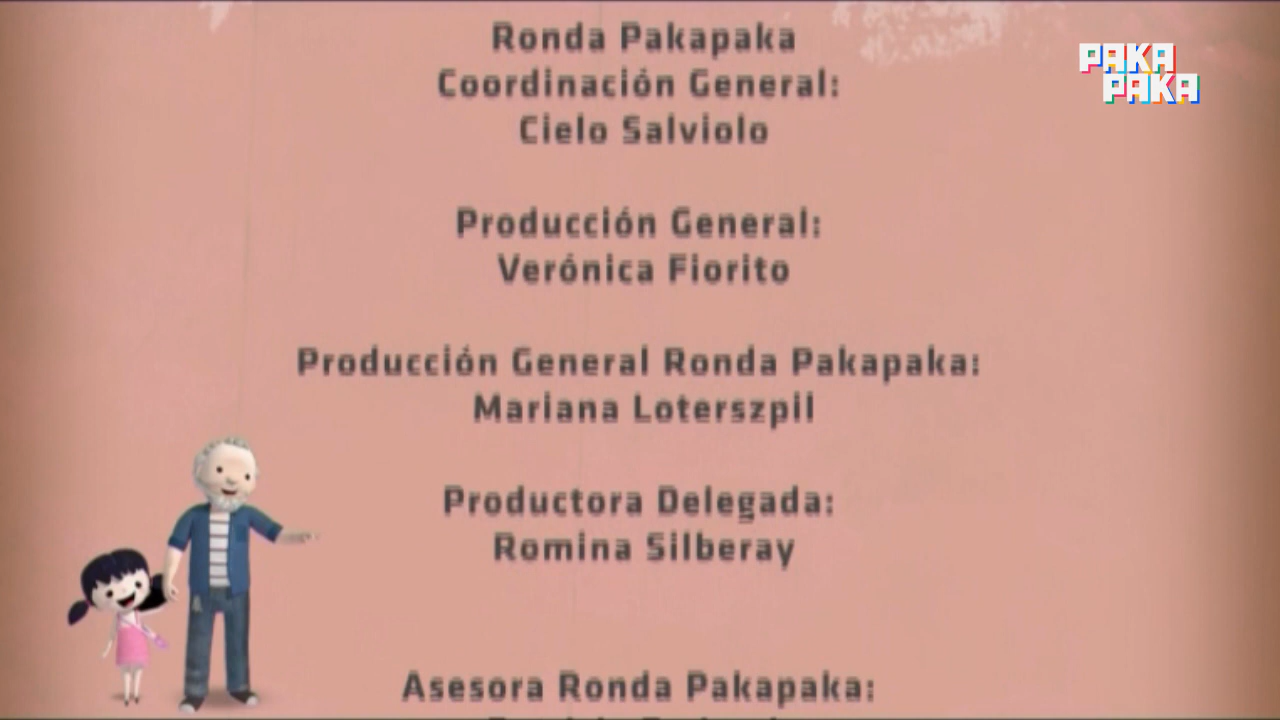 Ronda Pakapaka
Coordinación General:
Cielo Salviolo
Producción General:
Verónica Fiorito
Producción General Ronda Pakapaka:
Mariana Loterszpil
Productora Delegada:
Romina Silberay
Asesora Ronda Pakapaka:
PAKA
PAKA